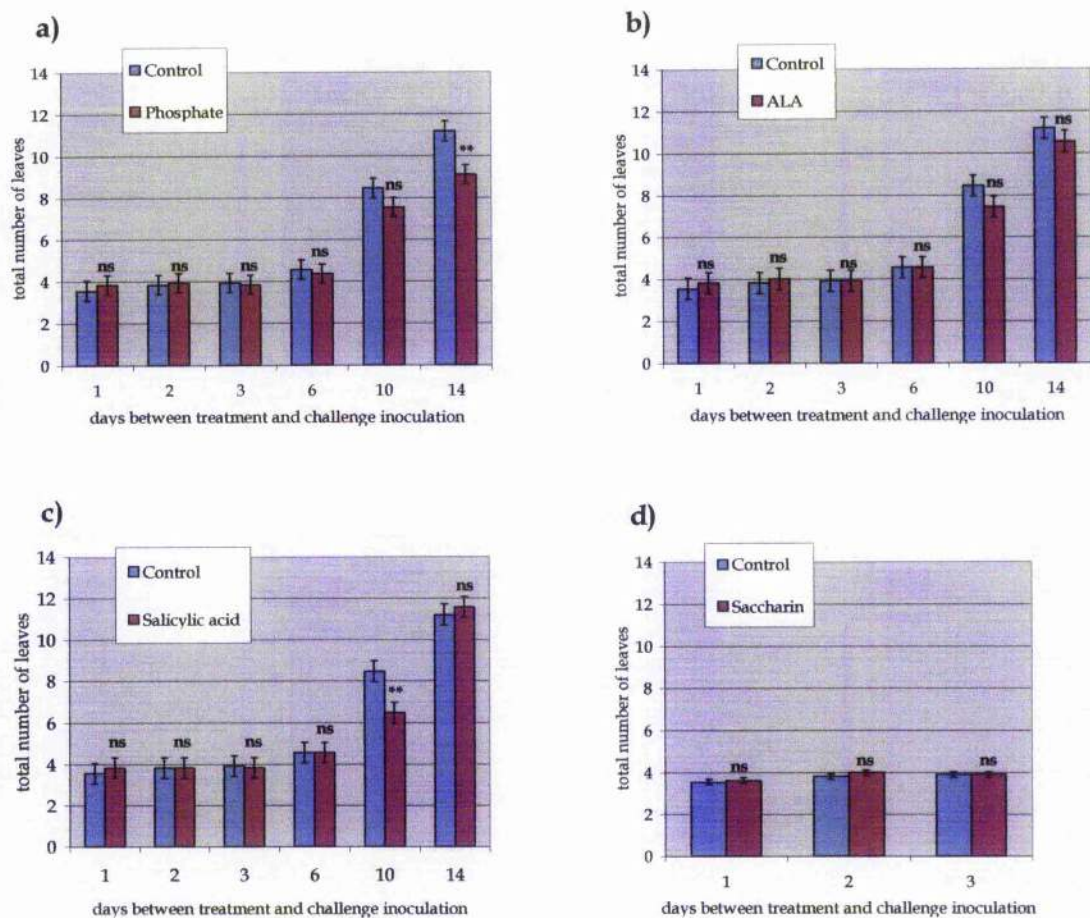 a)
Control
Phosphate
total number of leaves
14
12
10
8
6
4
2
0
ns
ns
ns
ns
ns
**
1 2 3 6 10 14
days between treatment and challenge inoculation
b)
Control
ALA
total number of leaves
14
12
10
8
6
4
2
0
ns
ns
ns
ns
ns
ns
1 2 3 6 10 14
days between treatment and challenge inoculation
c)
Control
Salicylic acid
total number of leaves
14
12
10
8
6
4
2
0
ns
ns
ns
ns
**
ns
1 2 3 6 10 14
days between treatment and challenge inoculation
d)
Control
Saccharin
total number of leaves
14
12
10
8
6
4
2
0
ns
ns
ns
1 2 3
days between treatment and challenge inoculation